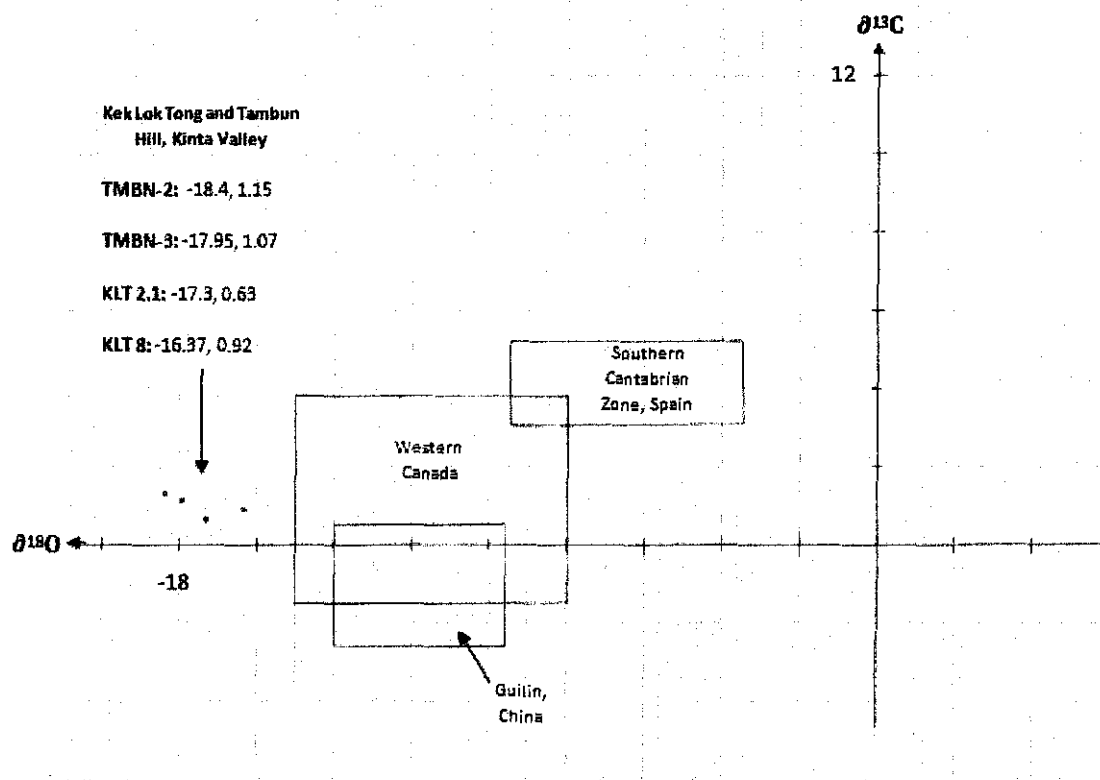 ∂¹³C
12
Kek Lok Tong and Tambun
Hill, Kinta Valley
TMBN-2: -18.4, 1.15
TMBN-3: -17.95, 1.07
KLT 2.1: -17.3, 0.63
KLT 8: -16.37, 0.92
Southern
Cantabrian
Zone, Spain
Western
Canada
∂¹⁸O
-18
Guilin,
China